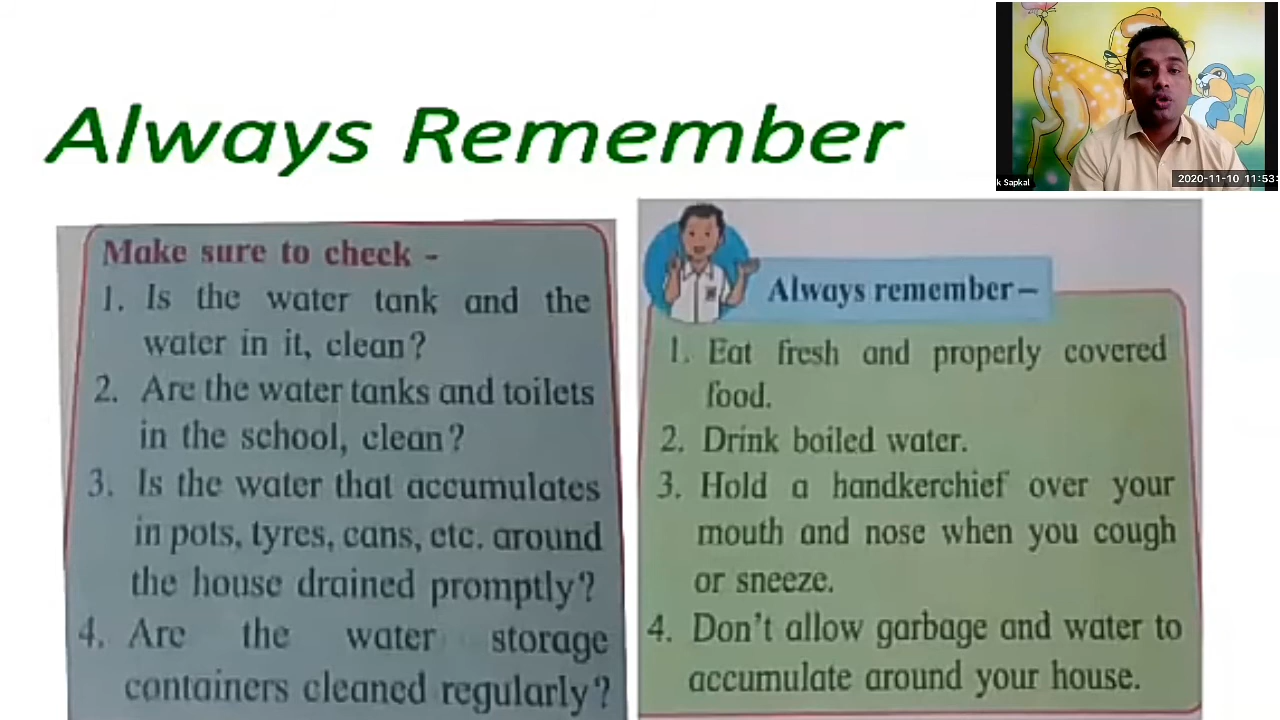 Always Remember
k Sapkal
2020-11-10 11:53:
Make sure to check -
1. Is the water tank and the
water in it, clean?
2. Are the water tanks and toilets
in the school, clean?
3. Is the water that accumulates
in pots, tyres, cans, etc. around
the house drained promptly?
4. Are the water storage
containers cleaned regularly?
Always remember –
1. Eat fresh and properly covered
food.
2. Drink boiled water.
3. Hold a handkerchief over your
mouth and nose when you cough
or sneeze.
4. Don't allow garbage and water to
accumulate around your house.